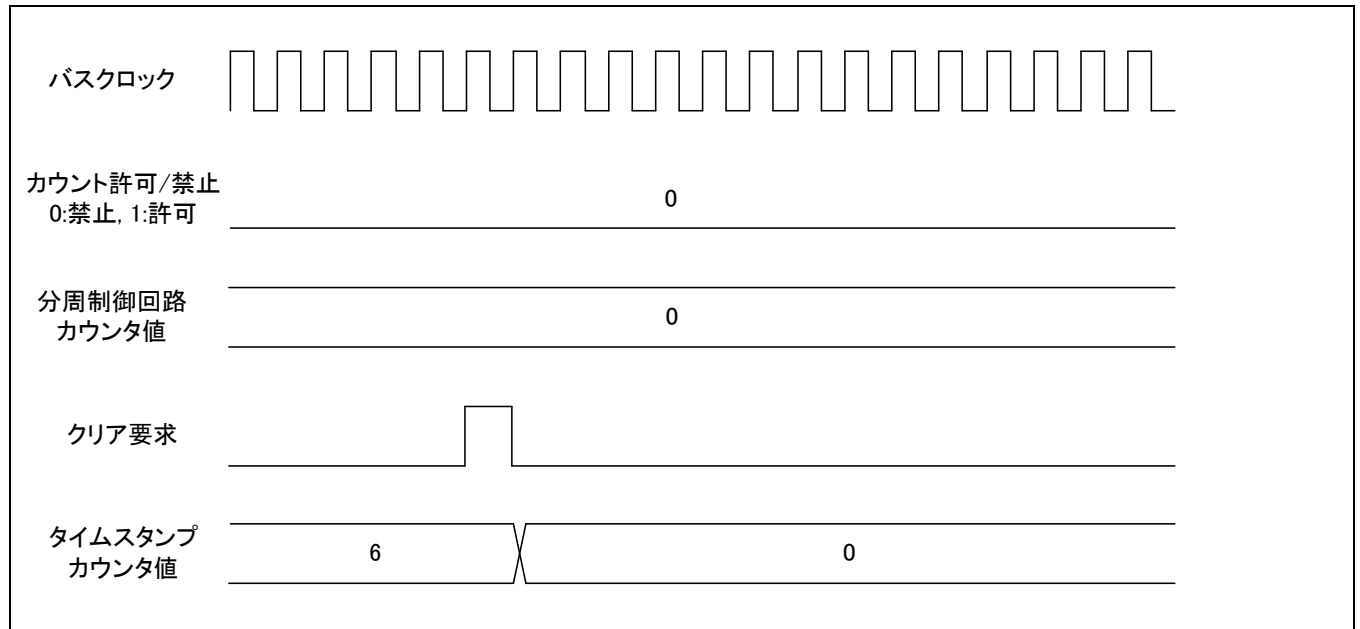 バスクロック
カウント許可/禁止
0:禁止, 1:許可
0
分周制御回路
カウンタ値
0
クリア要求
タイムスタンプ
カウンタ値
6
0